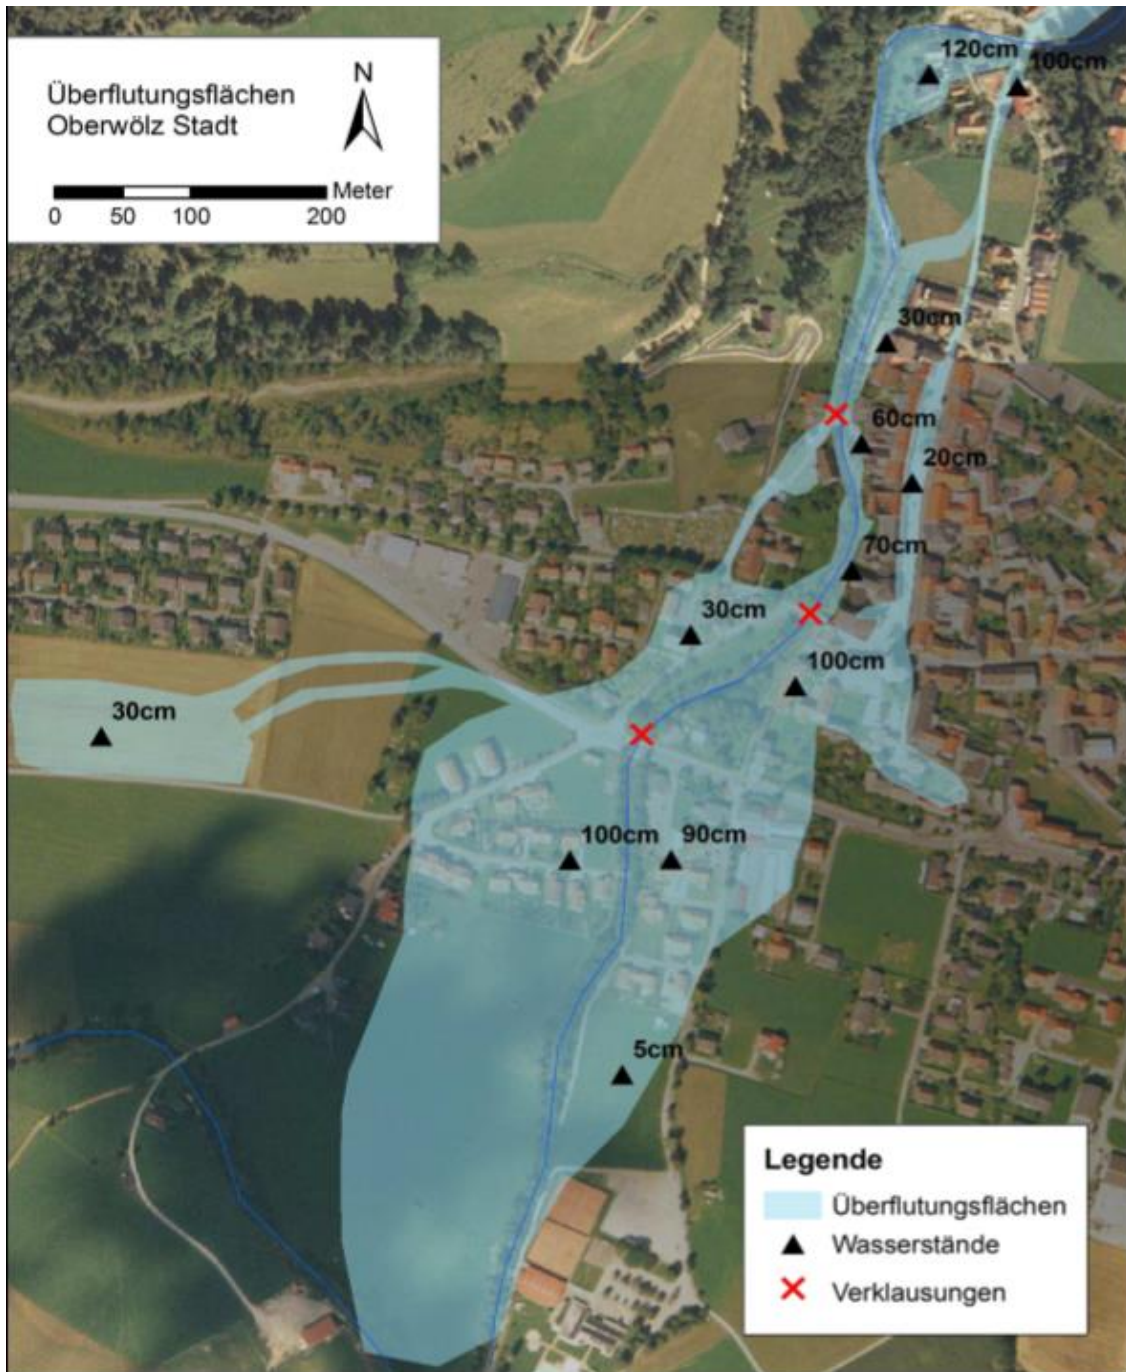 Überflutungsflächen
Oberwölz Stadt
N
Meter
0 50 100 200
120cm
100cm
30cm
60cm
20cm
70cm
30cm
100cm
30cm
100cm
90cm
5cm
Legende
Überflutungsflächen
Wasserstände
Verklausungen